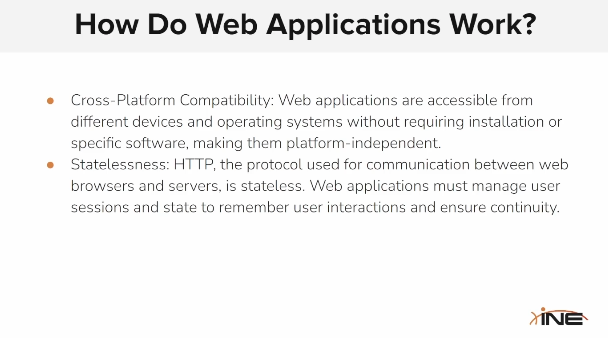 How Do Web Applications Work?
● Cross-Platform Compatibility: Web applications are accessible from
different devices and operating systems without requiring installation or
specific software, making them platform-independent.
● Statelessness: HTTP, the protocol used for communication between web
browsers and servers, is stateless. Web applications must manage user
sessions and state to remember user interactions and ensure continuity.
INE